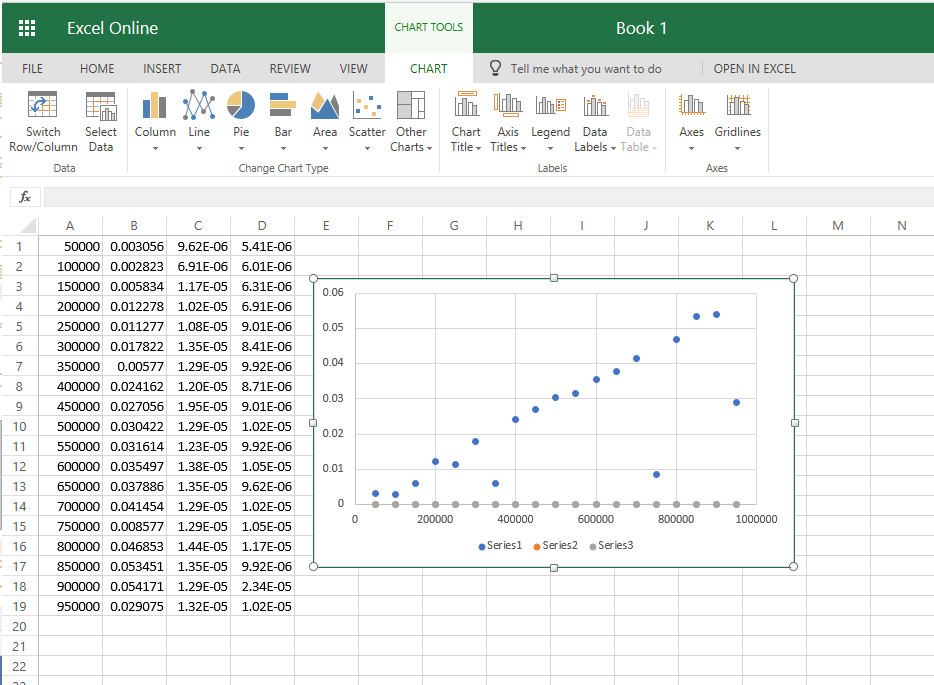 Excel Online CHART TOOLS Book 1
FILE HOME INSERT DATA REVIEW VIEW CHART Tell me what you want to do OPEN IN EXCEL
Switch Row/Column
Select Data
Column
Line
Pie
Bar
Area
Scatter
Other Charts
Chart Title
Axis Titles
Legend
Data Labels
Data Table
Axes
Gridlines
Data Change Chart Type Labels Axes
fx
A B C D E F G H I J K L M N
1 50000 0.003056 9.62E-06 5.41E-06
2 100000 0.002823 6.91E-06 6.01E-06
3 150000 0.005834 1.17E-05 6.31E-06
4 200000 0.012278 1.02E-05 6.91E-06
5 250000 0.011277 1.08E-05 9.01E-06
6 300000 0.017822 1.35E-05 8.41E-06
7 350000 0.00577 1.29E-05 9.92E-06
8 400000 0.024162 1.20E-05 8.71E-06
9 450000 0.027056 1.95E-05 9.01E-06
10 500000 0.030422 1.29E-05 1.02E-05
11 550000 0.031614 1.23E-05 9.92E-06
12 600000 0.035497 1.38E-05 1.05E-05
13 650000 0.037886 1.35E-05 9.62E-06
14 700000 0.041454 1.29E-05 1.02E-05
15 750000 0.008577 1.29E-05 1.05E-05
16 800000 0.046853 1.44E-05 1.17E-05
17 850000 0.053451 1.35E-05 9.92E-06
18 900000 0.054171 1.29E-05 2.34E-05
19 950000 0.029075 1.32E-05 1.02E-05
20
21
22
0.06
0.05
0.04
0.03
0.02
0.01
0
0 200000 400000 600000 800000 1000000
Series1 Series2 Series3